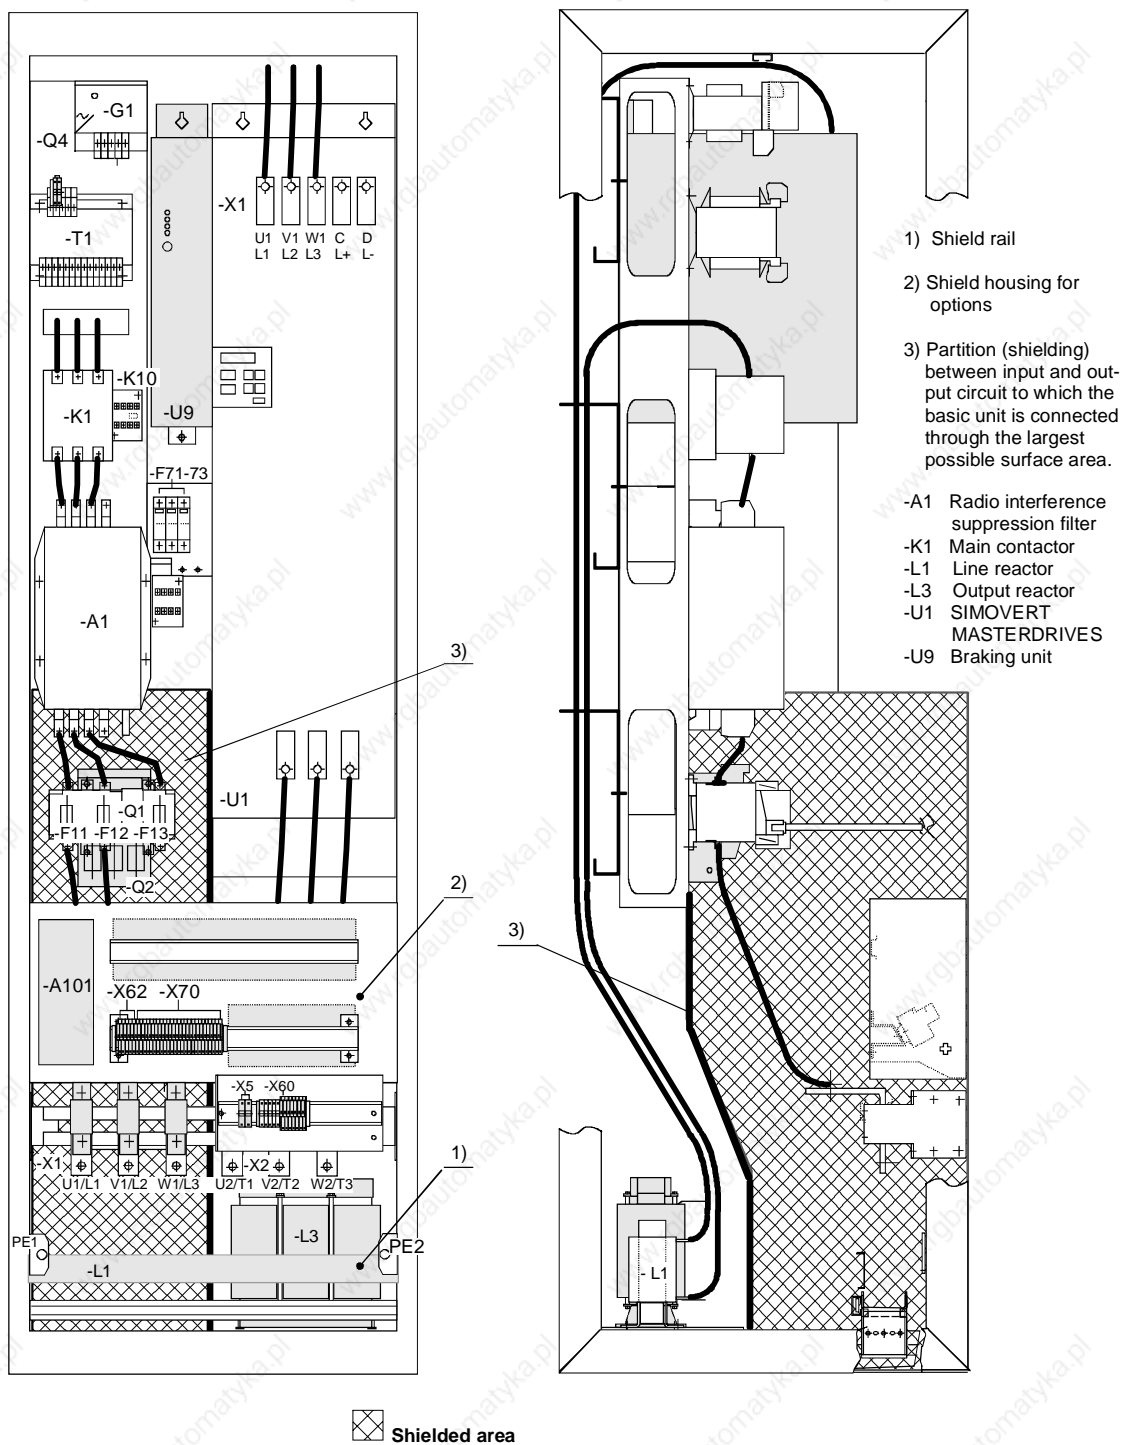 -G1
-Q4
-X1
-T1
U1 V1 W1 C D
L1 L2 L3 L+ L-
-K10
-K1
-U9
-F71-73
-A1
3)
-U1
-Q1
-F11 -F12 -F13
-Q2
2)
-A101
-X62 -X70
-X5 -X60
-X1
-X2
U1/L1 V1/L2 W1/L3 U2/T1 V2/T2 W2/T3
1)
PE1
-L3
PE2
-L1
3)
- L1
1) Shield rail
2) Shield housing for
options
3) Partition (shielding)
between input and out-
put circuit to which the
basic unit is connected
through the largest
possible surface area.
-A1 Radio interference
suppression filter
-K1 Main contactor
-L1 Line reactor
-L3 Output reactor
-U1 SIMOVERT
MASTERDRIVES
-U9 Braking unit
Shielded area
www.rgbautomatyka.pl